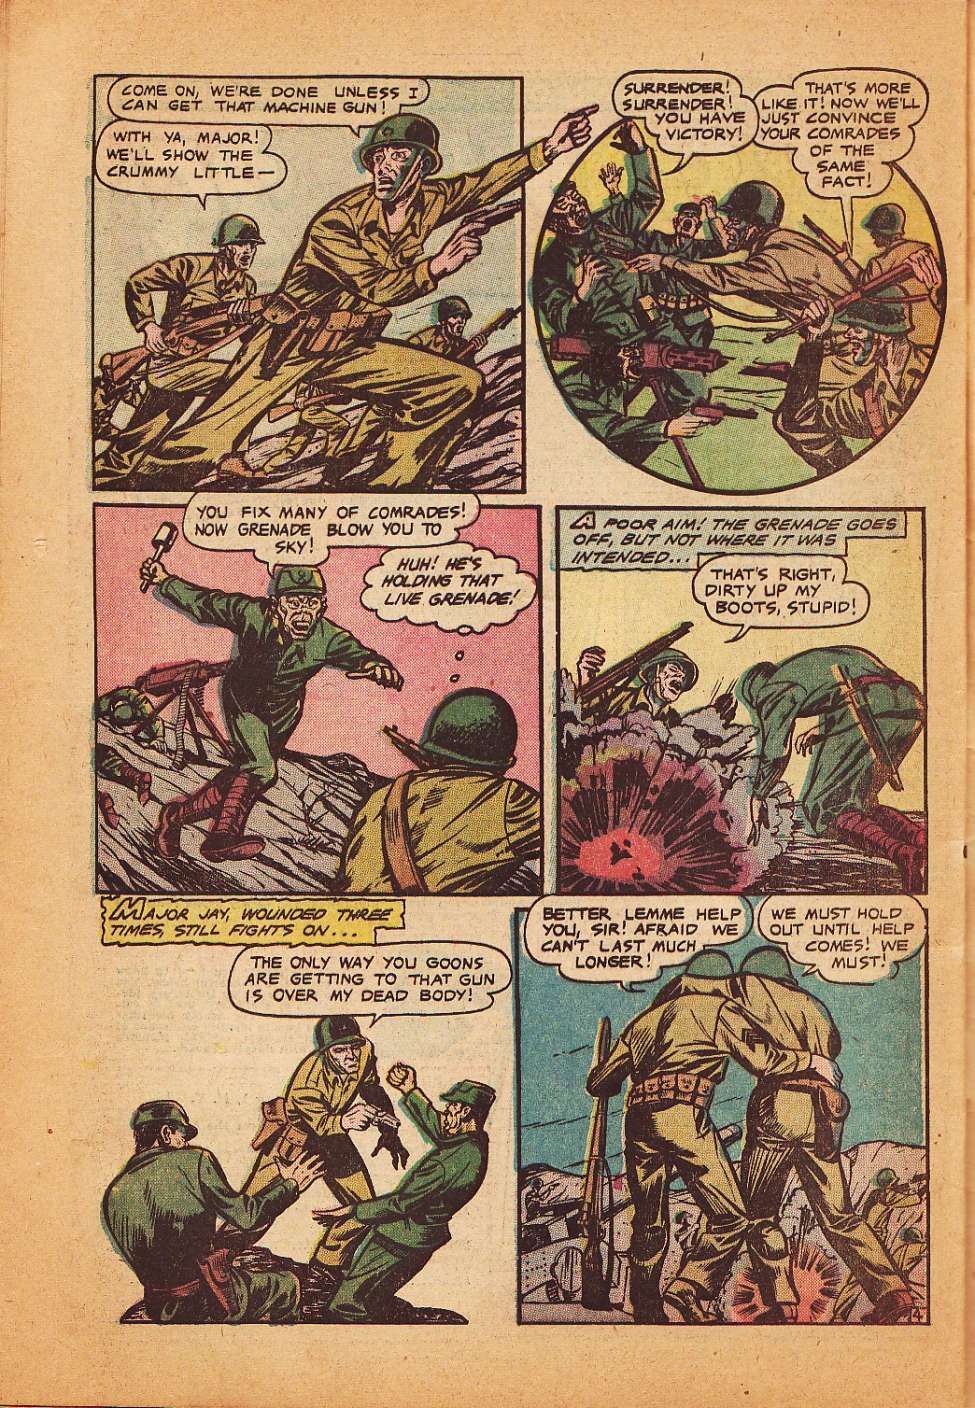 COME ON, WE'RE DONE UNLESS I
CAN GET THAT MACHINE GUN!
WITH YA, MAJOR!
WE'LL SHOW THE
CRUMMY LITTLE—
SURRENDER!
SURRENDER!
YOU HAVE
VICTORY!
THAT'S MORE
LIKE IT! NOW WE'LL
JUST CONVINCE
YOUR COMRADES
OF THE
SAME
FACT!
YOU FIX MANY OF COMRADES!
NOW GRENADE BLOW YOU TO
SKY!
HUH! HE'S
HOLDING THAT
LIVE GRENADE!
A POOR AIM! THE GRENADE GOES
OFF, BUT NOT WHERE IT WAS
INTENDED...
THAT'S RIGHT,
DIRTY UP MY
BOOTS, STUPID!
MAJOR JAY, WOUNDED THREE
TIMES, STILL FIGHTS ON...
THE ONLY WAY YOU GOONS
ARE GETTING TO THAT GUN
IS OVER MY DEAD BODY!
BETTER LEMME HELP
YOU, SIR! AFRAID WE
CAN'T LAST MUCH
LONGER!
WE MUST HOLD
OUT UNTIL HELP
COMES! WE
MUST!